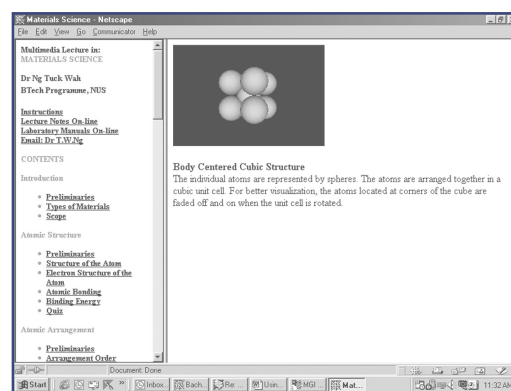 Materials Science - Netscape
File Edit View Go Communicator Help
Multimedia Lecture in:
MATERIALS SCIENCE
Dr Ng Tuck Wah
BTech Programme, NUS
Instructions
Lecture Notes On-line
Laboratory Manuals On-line
Email: Dr T.W.Ng
CONTENTS
Introduction
Preliminaries
Types of Materials
Scope
Atomic Structure
Preliminaries
Structure of the Atom
Electron Structure of the
Atom
Atomic Bonding
Binding Energy
Quiz
Atomic Arrangement
Preliminaries
Arrangement Order
Body Centered Cubic Structure
The individual atoms are represented by spheres. The atoms are arranged together in a
cubic unit cell. For better visualization, the atoms located at corners of the cube are
faded off and on when the unit cell is rotated.
Document: Done
Start Inbox... Bach... Re: ... Usin... MGI ... Mat... 11:32 AM